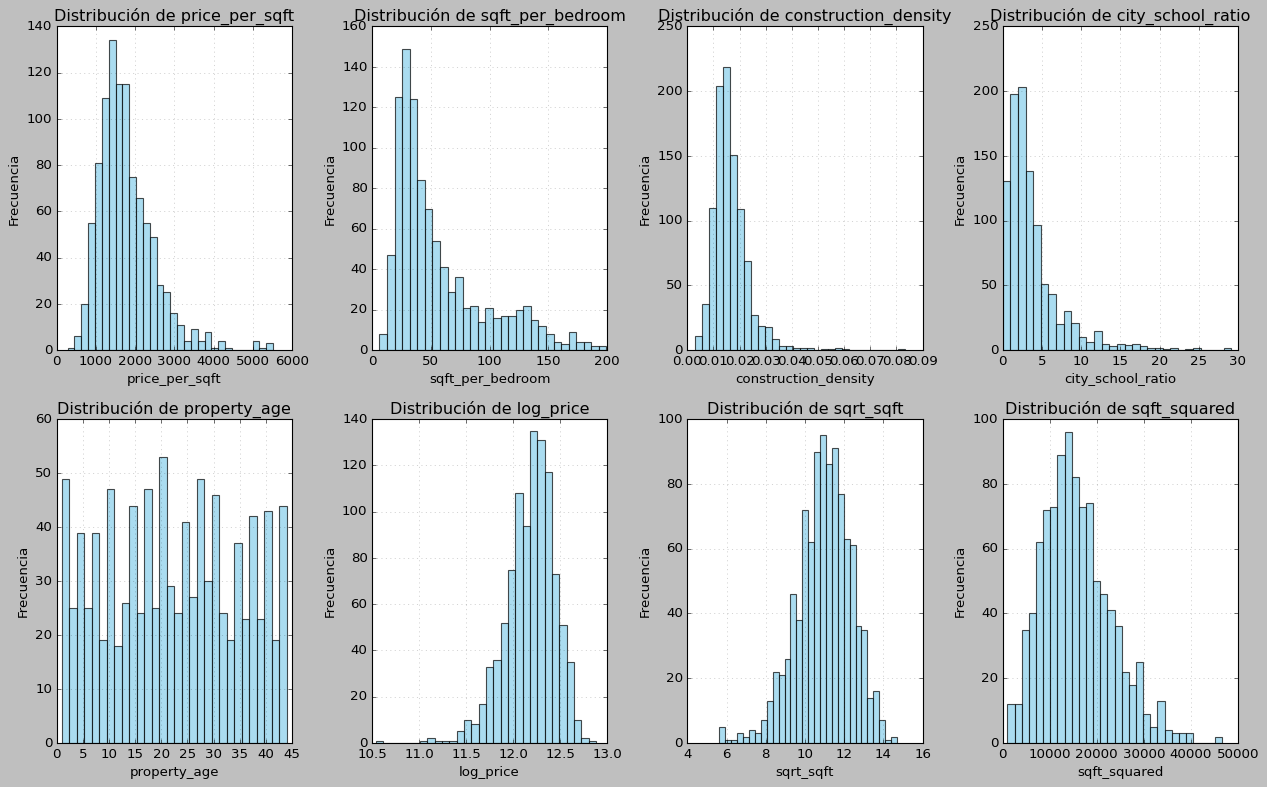 Distribución de price_per_sqft
140
120
100
80
60
40
20
0
Frecuencia
0 1000 2000 3000 4000 5000 6000
price_per_sqft
Distribución de sqft_per_bedroom
160
140
120
100
80
60
40
20
0
Frecuencia
0 50 100 150 200
sqft_per_bedroom
Distribución de construction_density
250
200
150
100
50
0
Frecuencia
0.00 0.01 0.02 0.03 0.04 0.05 0.06 0.07 0.08 0.09
construction_density
Distribución de city_school_ratio
250
200
150
100
50
0
Frecuencia
0 5 10 15 20 25 30
city_school_ratio
Distribución de property_age
60
50
40
30
20
10
0
Frecuencia
0 5 10 15 20 25 30 35 40 45
property_age
Distribución de log_price
140
120
100
80
60
40
20
0
Frecuencia
10.5 11.0 11.5 12.0 12.5 13.0
log_price
Distribución de sqrt_sqft
100
80
60
40
20
0
Frecuencia
4 6 8 10 12 14 16
sqrt_sqft
Distribución de sqft_squared
100
80
60
40
20
0
Frecuencia
0 10000 20000 30000 40000 50000
sqft_squared